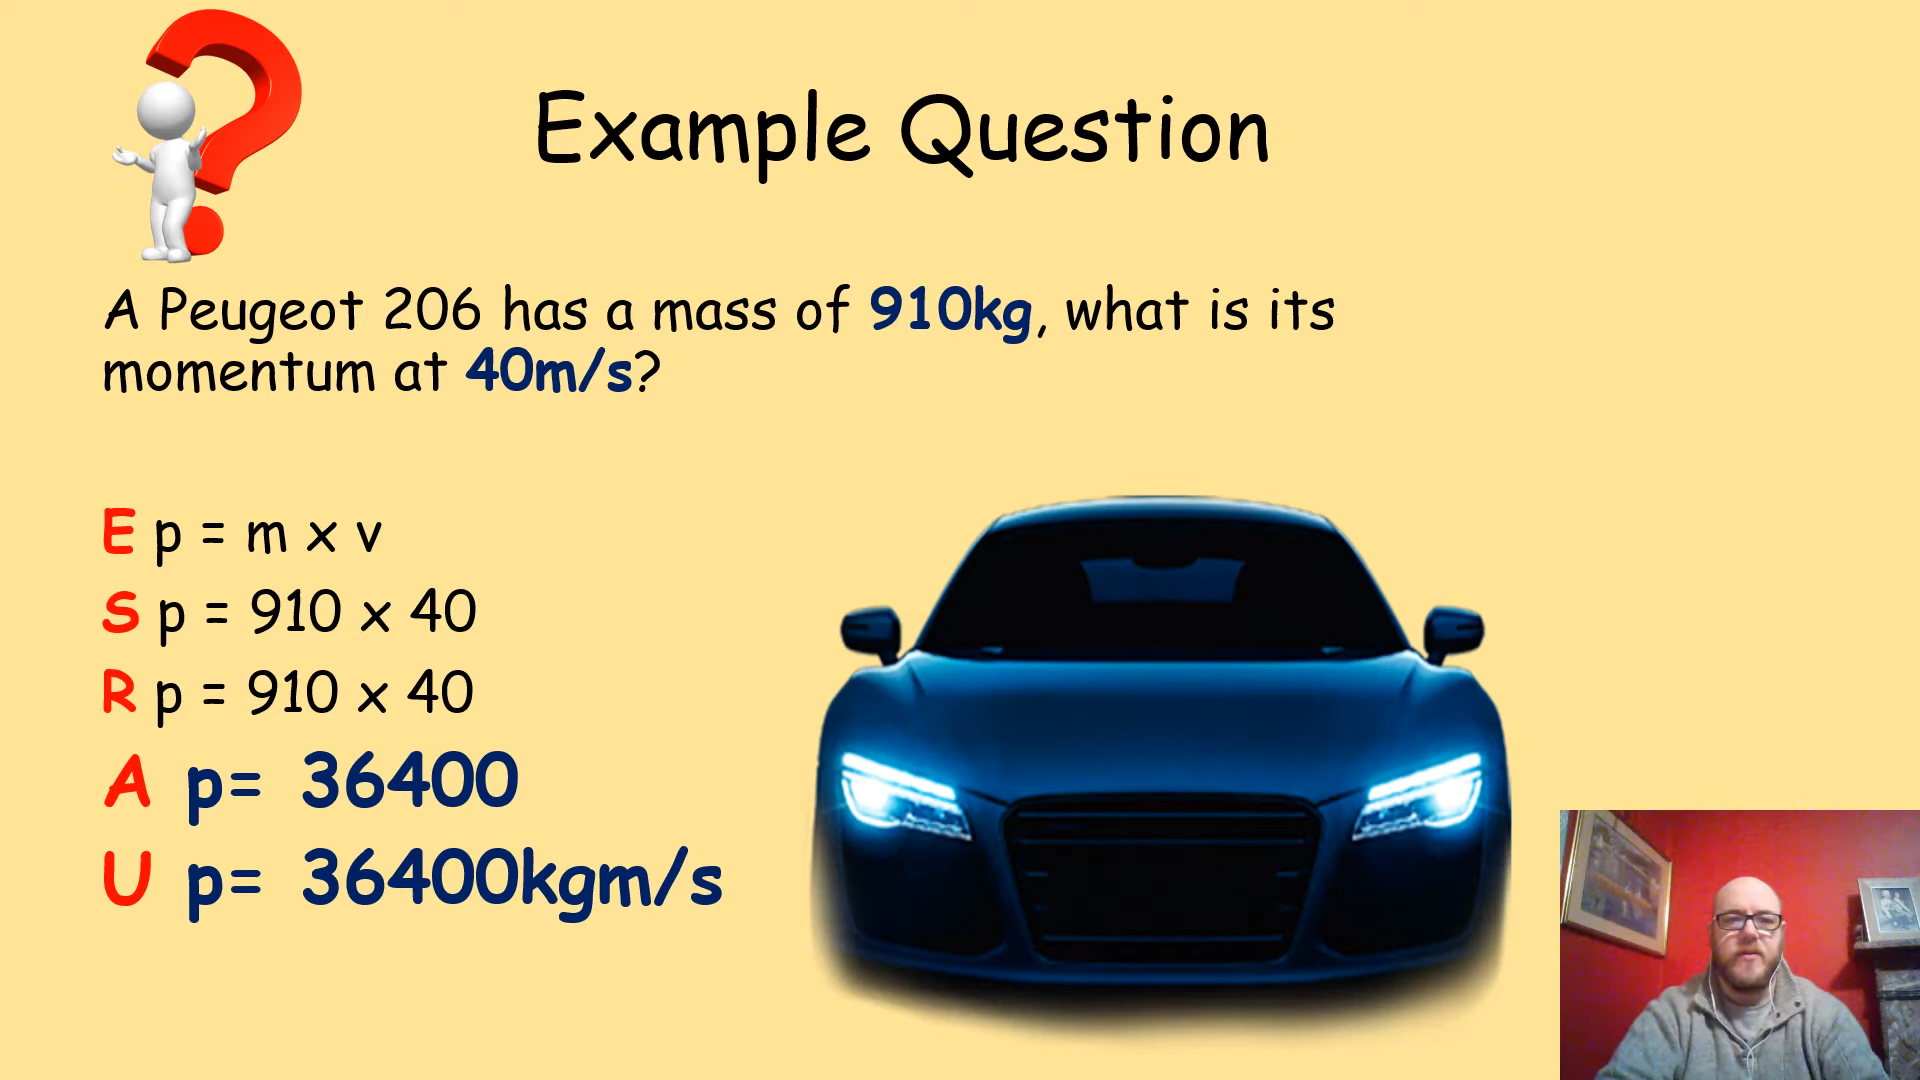 Example Question
A Peugeot 206 has a mass of 910kg, what is its
momentum at 40m/s?
E p = m x v
S p = 910 x 40
R p = 910 x 40
A p= 36400
U p= 36400kgm/s